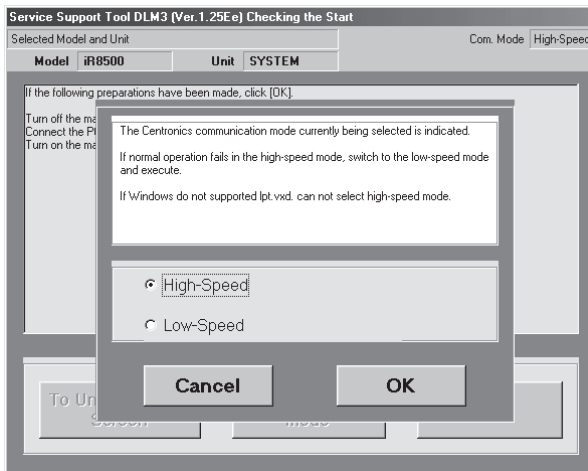 Service Support Tool DLM3 (Ver.1.25Ee) Checking the Start
Selected Model and Unit
Com. Mode High-Speed
Model iR8500 Unit SYSTEM
If the following preparations have been made, click [OK].
Turn off the ma
Connect the P
Turn on the ma
The Centronics communication mode currently being selected is indicated.
If normal operation fails in the high-speed mode, switch to the low-speed mode
and execute.
If Windows do not supported lpt.vxd. can not select high-speed mode.
High-Speed
Low-Speed
Cancel OK
To Un
Screen